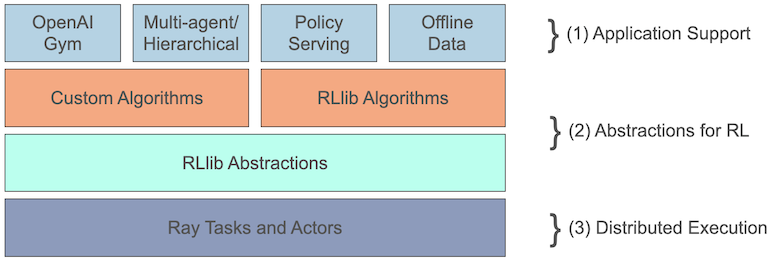 OpenAI
Gym
Multi-agent/
Hierarchical
Policy
Serving
Offline
Data
} (1) Application Support
Custom Algorithms
RLlib Algorithms
} (2) Abstractions for RL
RLlib Abstractions
Ray Tasks and Actors
} (3) Distributed Execution